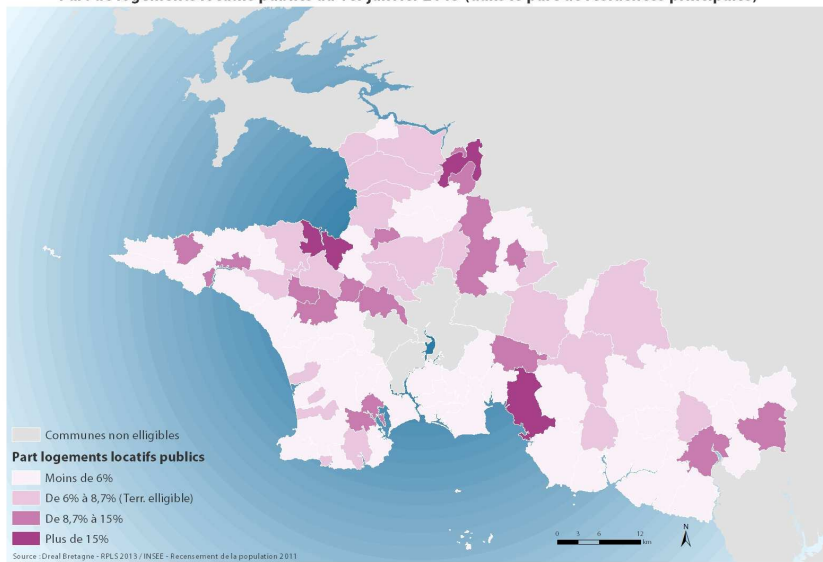 Communes non elligibles
Part logements locatifs publics
Moins de 6%
De 6% à 8,7% (Terr. elligible)
De 8,7% à 15%
Plus de 15%
Source : Dreal Bretagne - RPLS 2013 / INSEE - Recensement de la population 2011
0 3 6 12
km
N